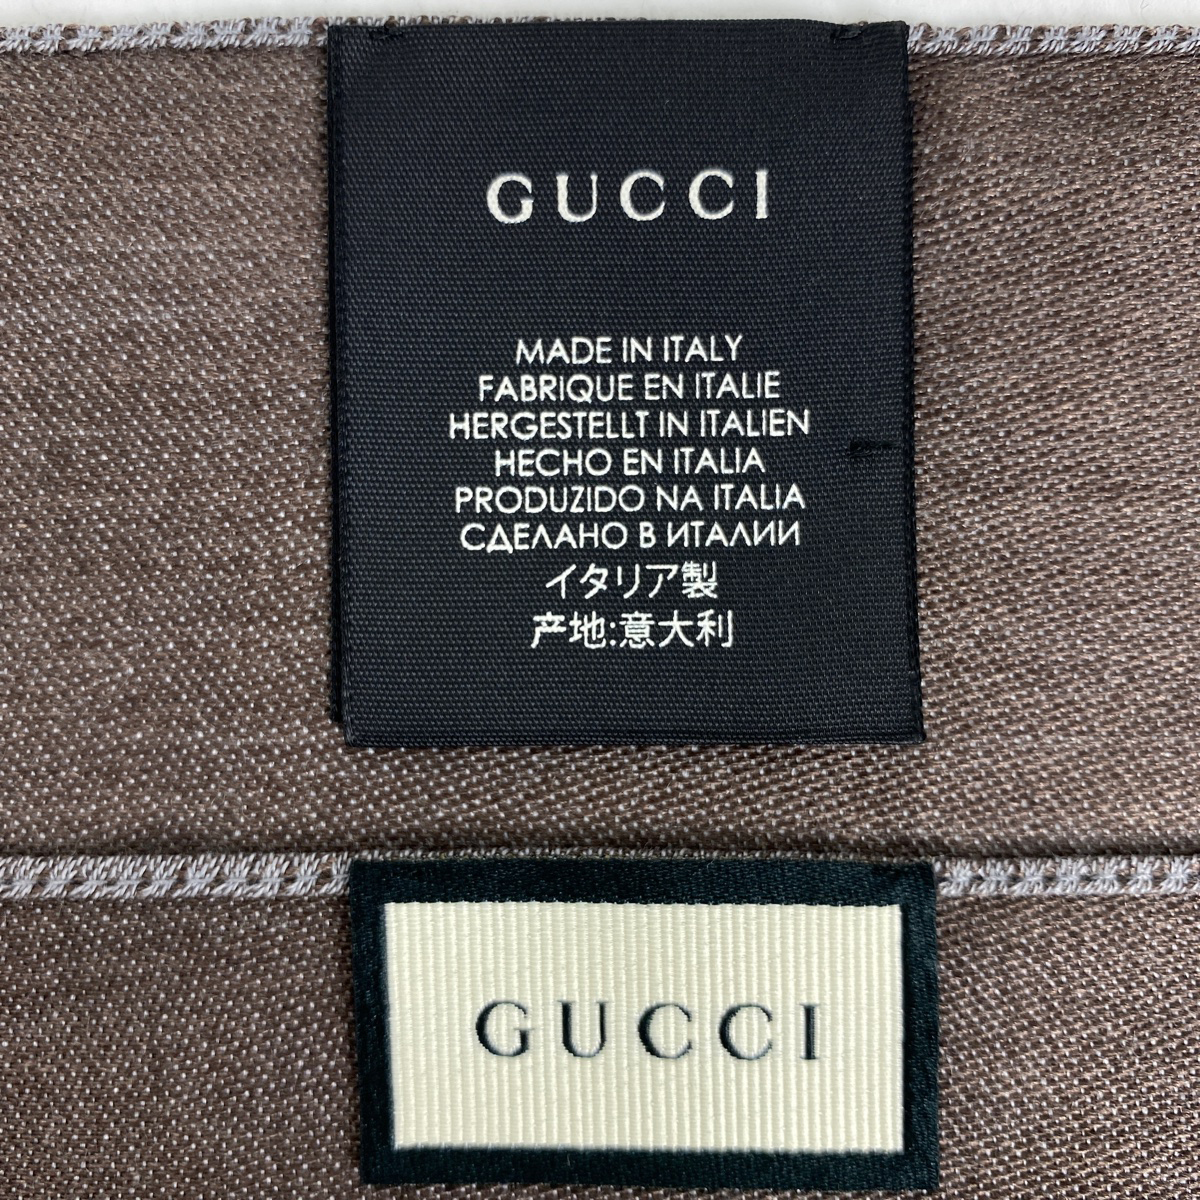 GUCCI
MADE IN ITALY
FABRIQUE EN ITALIE
HERGESTELLT IN ITALIEN
HECHO EN ITALIA
PRODUZIDO NA ITALIA
СДЕЛАНО В ИТАЛИИ
イタリア製
产地:意大利
GUCCI